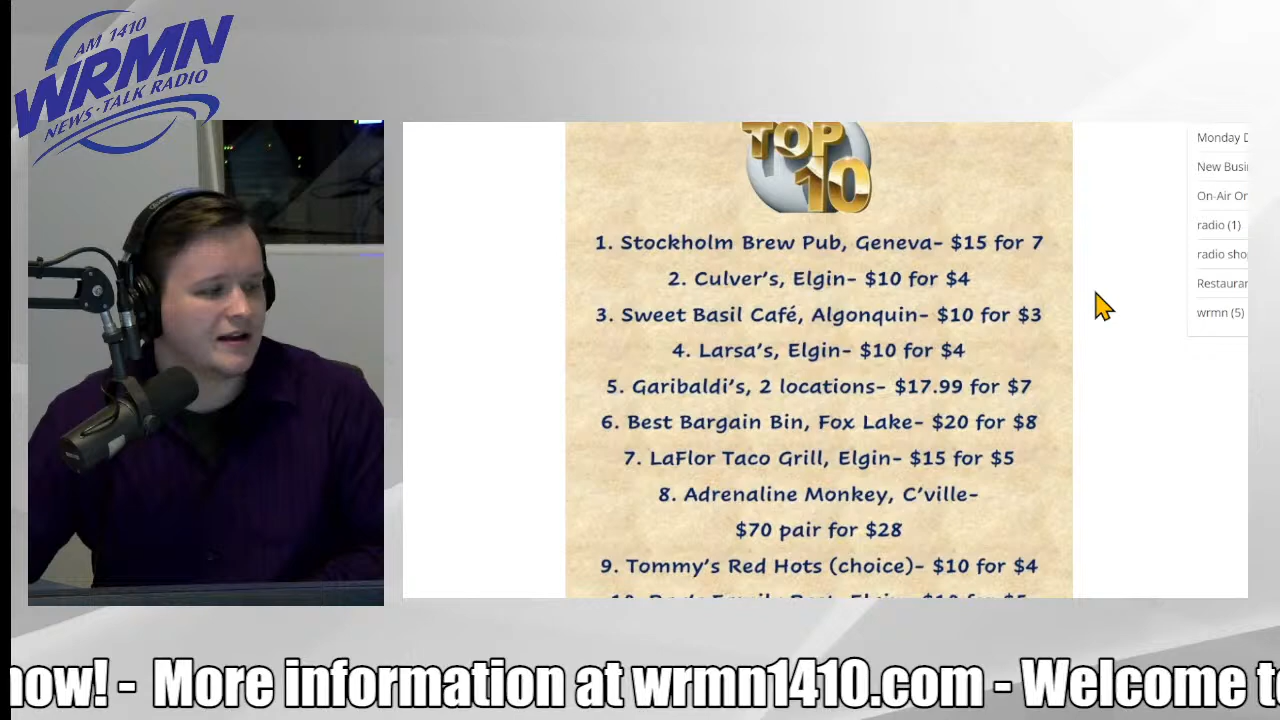 AM 1410
WRMN
NEWS·TALK RADIO
TOP
10
1. Stockholm Brew Pub, Geneva- $15 for 7
2. Culver's, Elgin- $10 for $4
3. Sweet Basil Café, Algonquin- $10 for $3
4. Larsa's, Elgin- $10 for $4
5. Garibaldi's, 2 locations- $17.99 for $7
6. Best Bargain Bin, Fox Lake- $20 for $8
7. LaFlor Taco Grill, Elgin- $15 for $5
8. Adrenaline Monkey, C'ville-
$70 pair for $28
9. Tommy's Red Hots (choice)- $10 for $4
Monday D
New Busi
On-Air Or
radio (1)
radio sho
Restaurar
wrmn (5)
now! - More information at wrmn1410.com - Welcome to